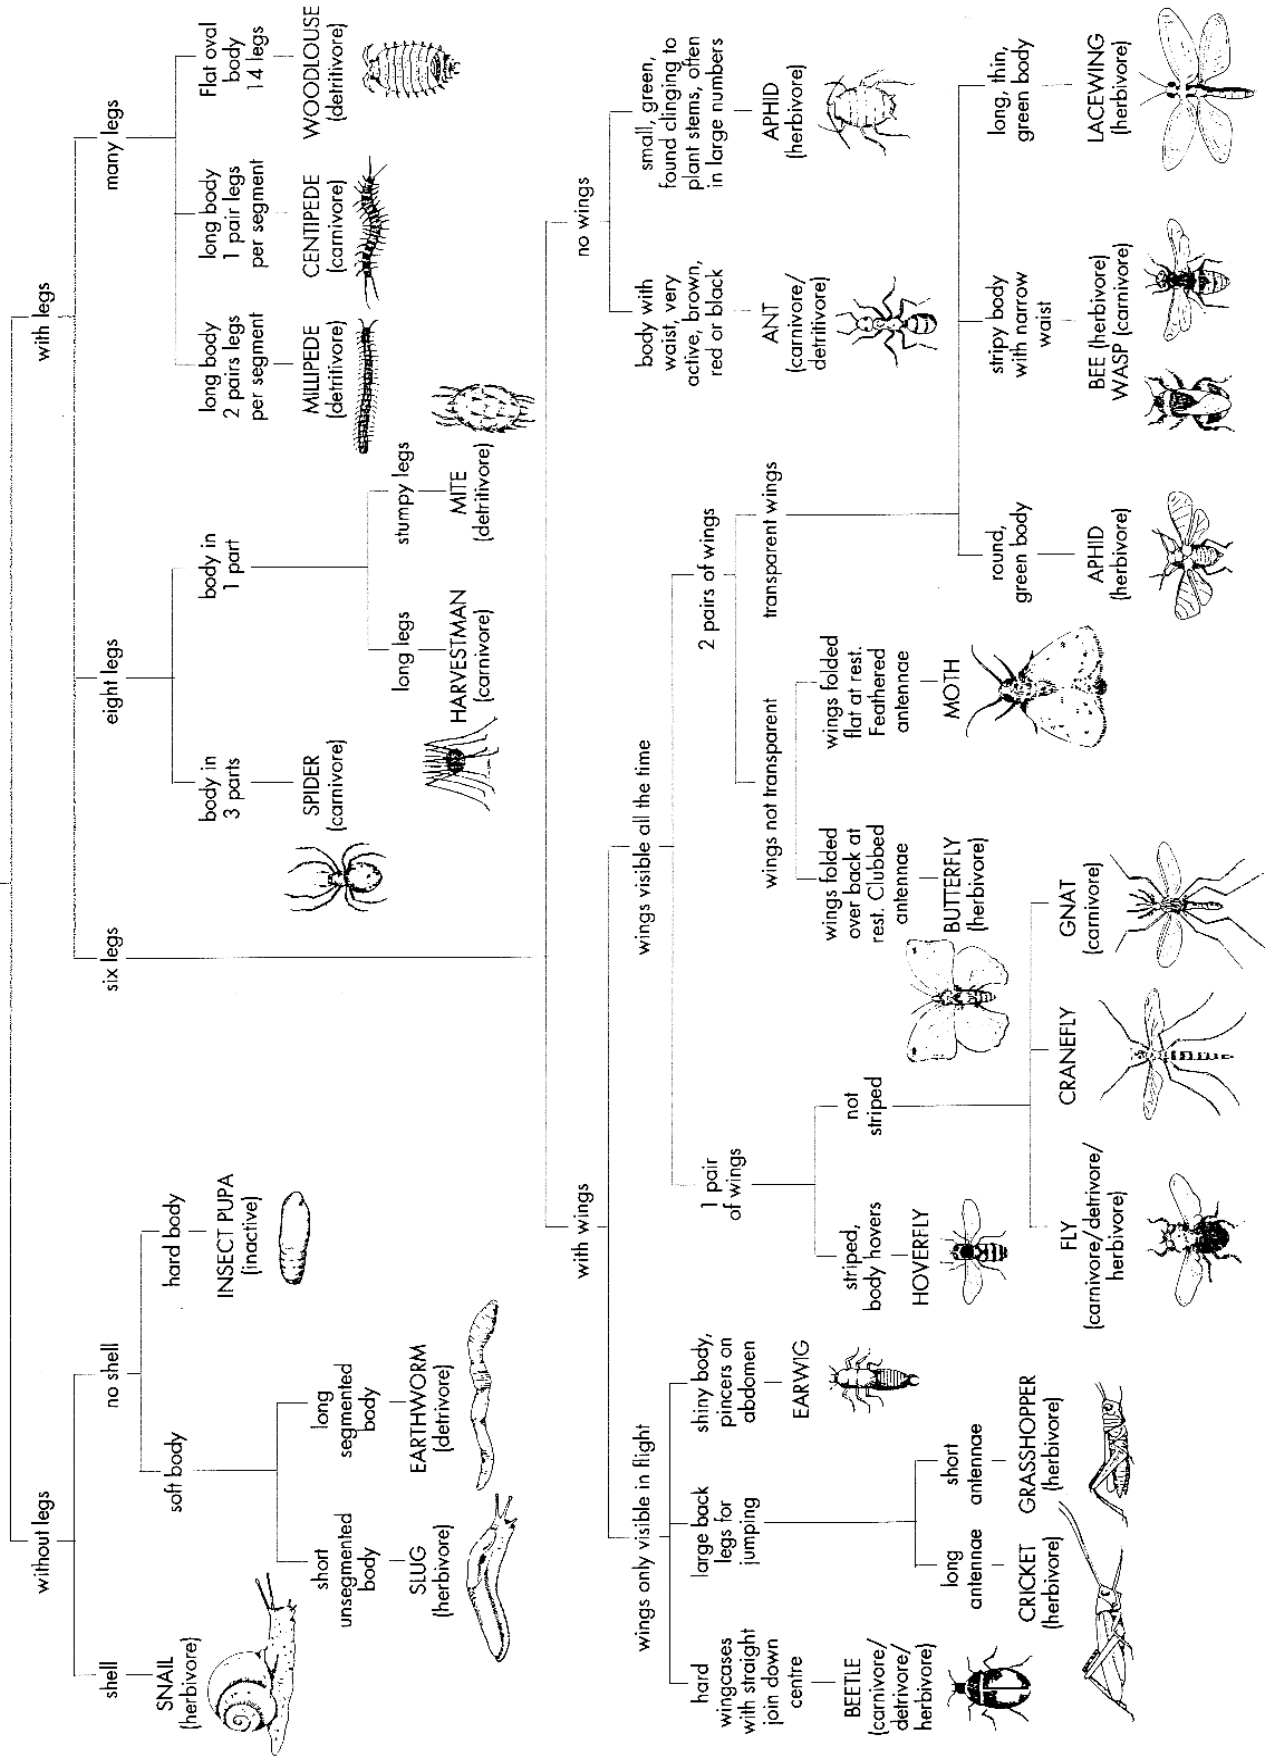 without legs
with legs
shell
no shell
six legs
eight legs
many legs
SNAIL
(herbivore)
soft body
hard body
INSECT PUPA
(inactive)
short
unsegmented
body
SLUG
(herbivore)
long
segmented
body
EARTHWORM
(detrivore)
body in
3 parts
SPIDER
(carnivore)
body in
1 part
long legs
HARVESTMAN
(carnivore)
stumpy legs
MITE
(detritivore)
long body
2 pairs legs
per segment
MILLIPEDE
(detritivore)
long body
1 pair legs
per segment
CENTIPEDE
(carnivore)
Flat oval
body
14 legs
WOODLOUSE
(detritivore)
with wings
no wings
wings only visible in flight
wings visible all the time
body with
waist, very
active, brown,
red or black
ANT
(carnivore/
detritivore)
small, green,
found clinging to
plant stems, often
in large numbers
APHID
(herbivore)
hard
wingcases
with straight
join down
centre
BEETLE
(carnivore/
detrivore/
herbivore)
large back
legs for
jumping
long
antennae
CRICKET
(herbivore)
short
antennae
GRASSHOPPER
(herbivore)
shiny body,
pincers on
abdomen
EARWIG
1 pair
of wings
2 pairs of wings
striped,
body hovers
HOVERFLY
not
striped
FLY
(carnivore/detrivore/
herbivore)
CRANEFLY
GNAT
(carnivore)
wings not transparent
transparent wings
wings folded
over back at
rest. Clubbed
antennae
BUTTERFLY
(herbivore)
wings folded
flat at rest.
Feathered
antennae
MOTH
round,
green body
APHID
(herbivore)
stripy body
with narrow
waist
BEE (herbivore)
WASP (carnivore)
long, thin,
green body
LACEWING
(herbivore)